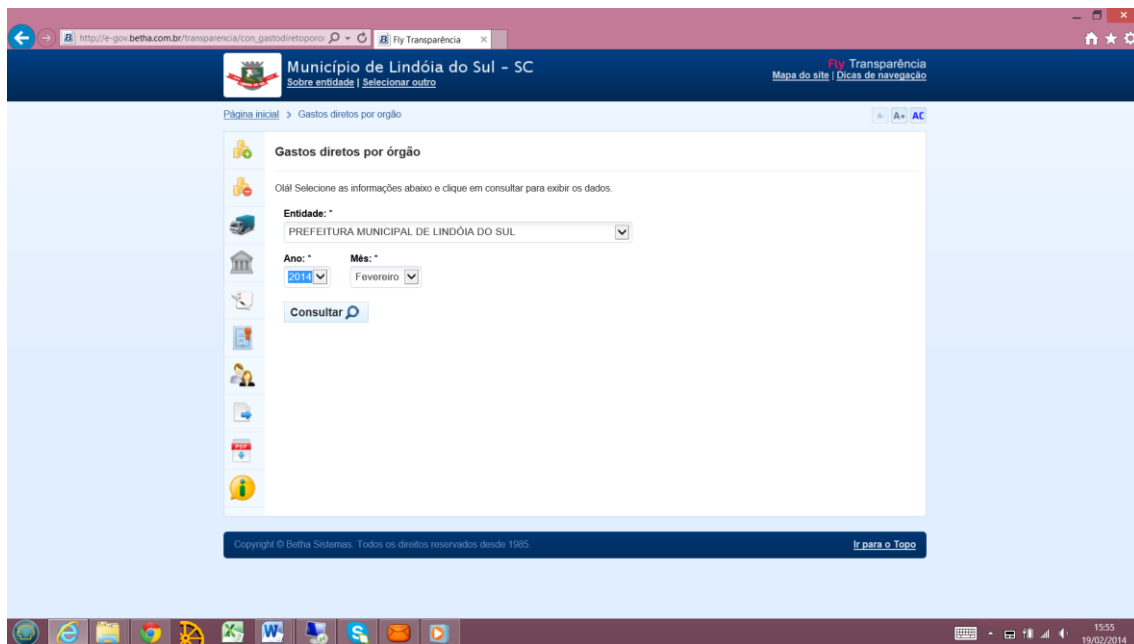 http://e-gov.betha.com.br/transparencia/con_gastodiretoporo
Fly Transparência
Município de Lindóia do Sul - SC
Sobre entidade | Selecionar outro
Fly Transparência
Mapa do site | Dicas de navegação
Página inicial > Gastos diretos por orgão
A- A+ AC
Gastos diretos por órgão
Olá! Selecione as informações abaixo e clique em consultar para exibir os dados.
Entidade: *
PREFEITURA MUNICIPAL DE LINDÓIA DO SUL
Ano: * Mês: *
2014 Fevereiro
Consultar
PDF
Copyright © Betha Sistemas. Todos os direitos reservados desde 1985.
Ir para o Topo
15:55
19/02/2014